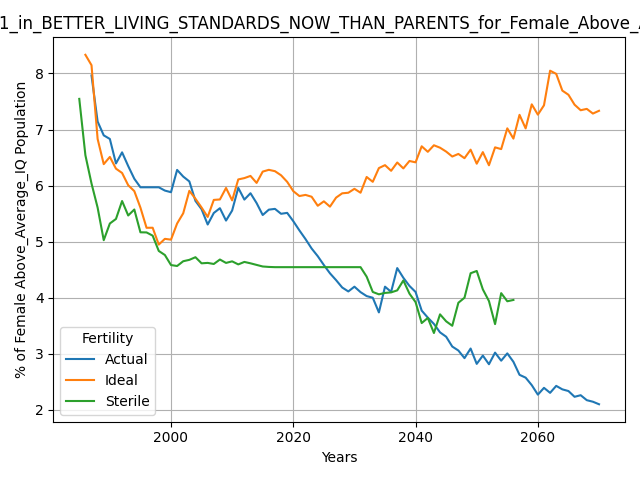 1_in_BETTER_LIVING_STANDARDS_NOW_THAN_PARENTS_for_Female_Above_
% of Female Above_Average_IQ Population
8
7
6
5
4
3
2
Fertility
Actual
Ideal
Sterile
2000
2020
2040
2060
Years